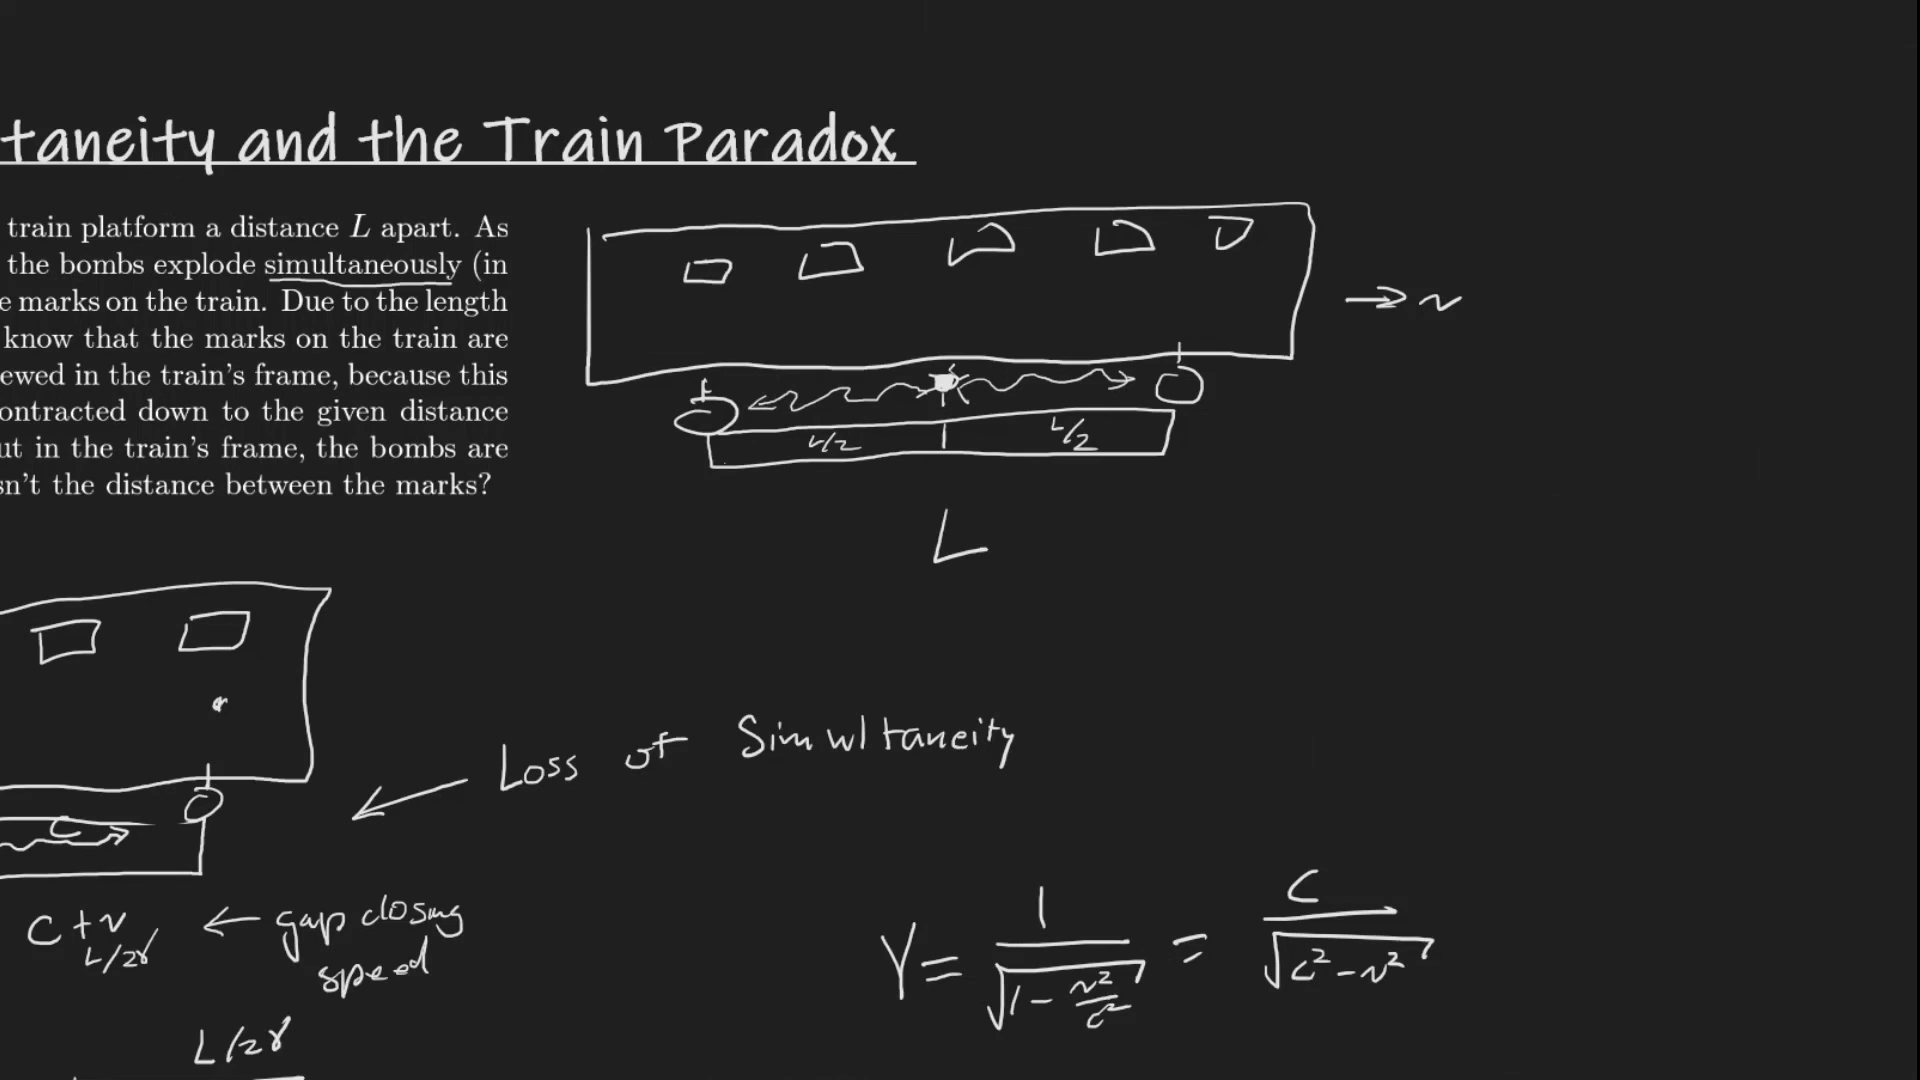 taneity and the Train Paradox
train platform a distance L apart. As
the bombs explode simultaneously (in
e marks on the train. Due to the length
know that the marks on the train are
ewed in the train's frame, because this
ontracted down to the given distance
ut in the train's frame, the bombs are
sn't the distance between the marks?
→ v
L/2 L/2
L
Loss of Simultaneity
c
c + v ← gap closing
L/2γ speed
γ = 1/√(1 - v²/c²) = c/√(c² - v²)
L/2γ